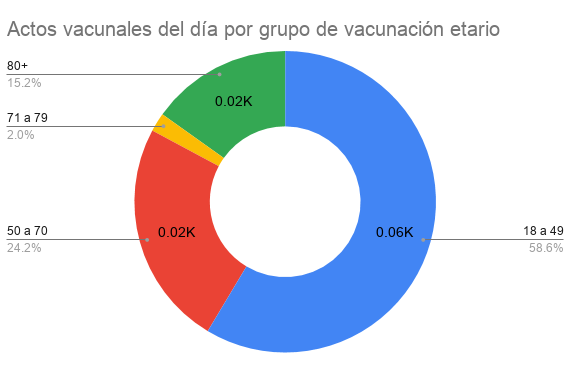 Actos vacunales del día por grupo de vacunación etario
80+
15.2%
0.02K
71 a 79
2.0%
50 a 70
24.2%
0.02K
0.06K
18 a 49
58.6%